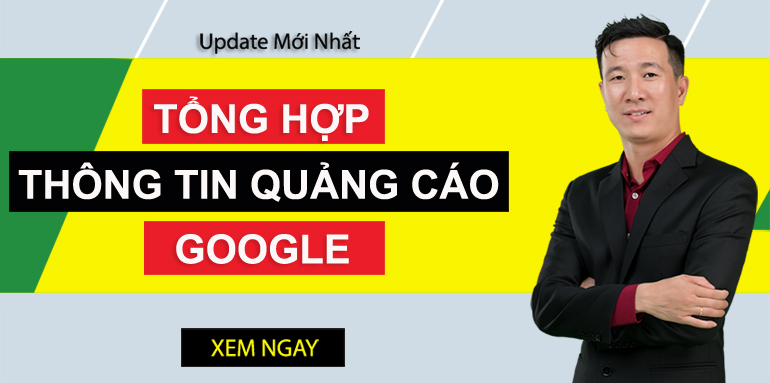 Update Mới Nhất
TỔNG HỢP
THÔNG TIN QUẢNG CÁO
GOOGLE
XEM NGAY